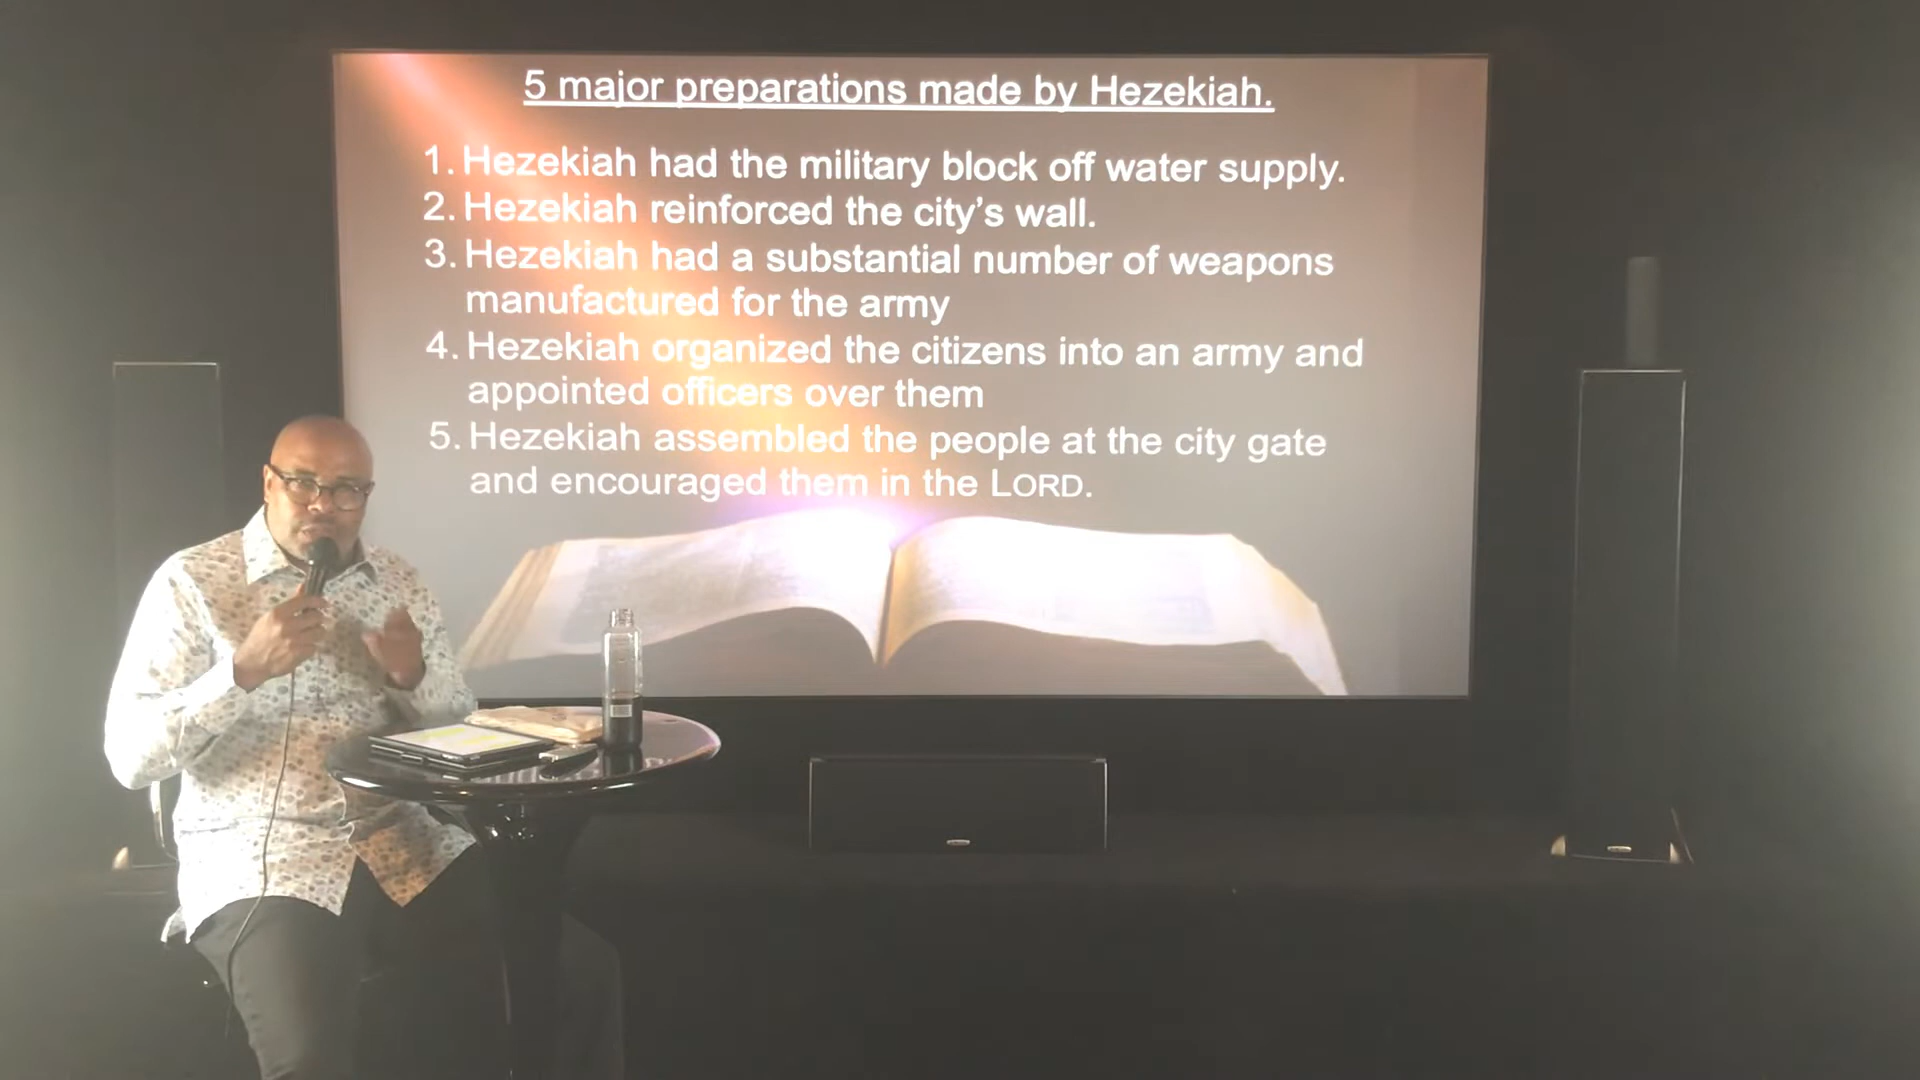 5 major preparations made by Hezekiah.
1. Hezekiah had the military block off water supply.
2. Hezekiah reinforced the city's wall.
3. Hezekiah had a substantial number of weapons
manufactured for the army
4. Hezekiah organized the citizens into an army and
appointed officers over them
5. Hezekiah assembled the people at the city gate
and encouraged them in the LORD.